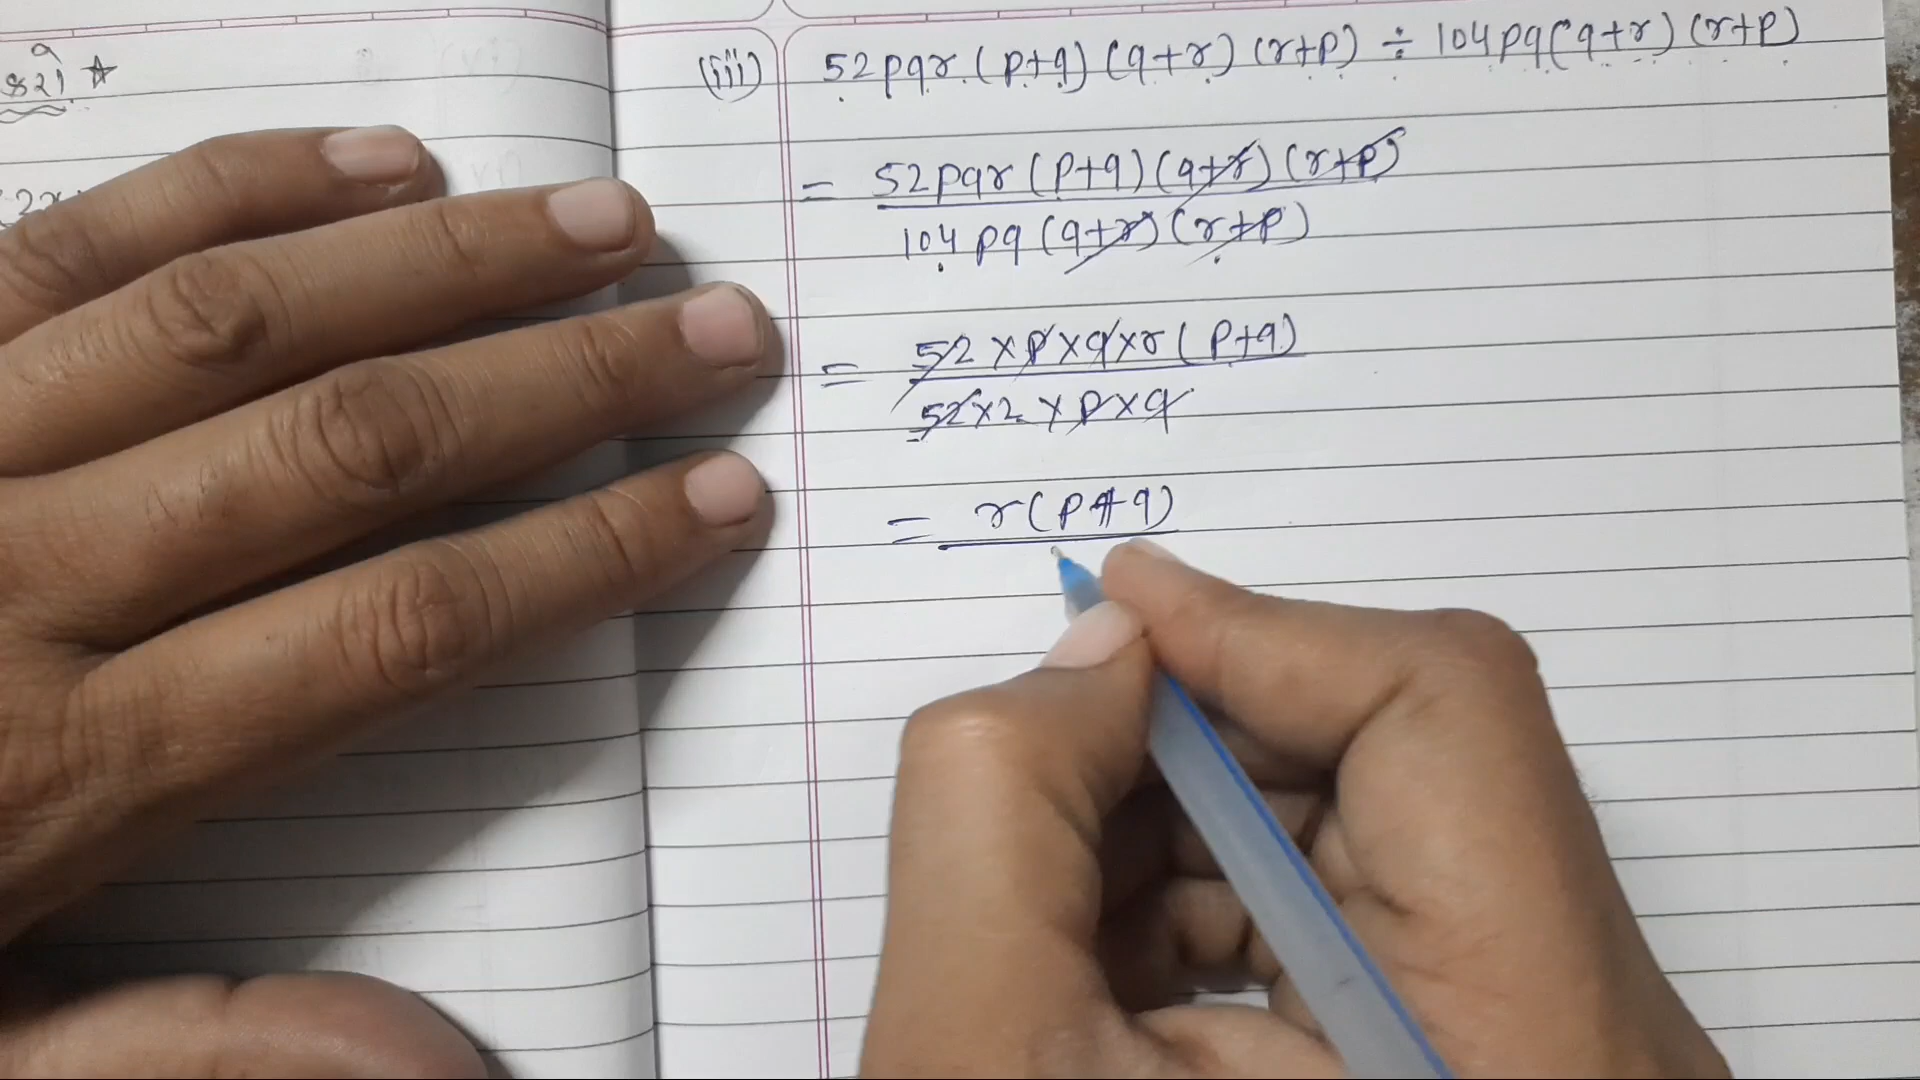 (iii) 52pqr (p+q) (q+r) (r+p) ÷ 104pq(q+r) (r+p)
= 52pqr (p+q) (q+r) (r+p)
104 pq (q+r) (r+p)
= 52 × p × q × r (p+q)
52 × 2 × p × q
= r (p+q)